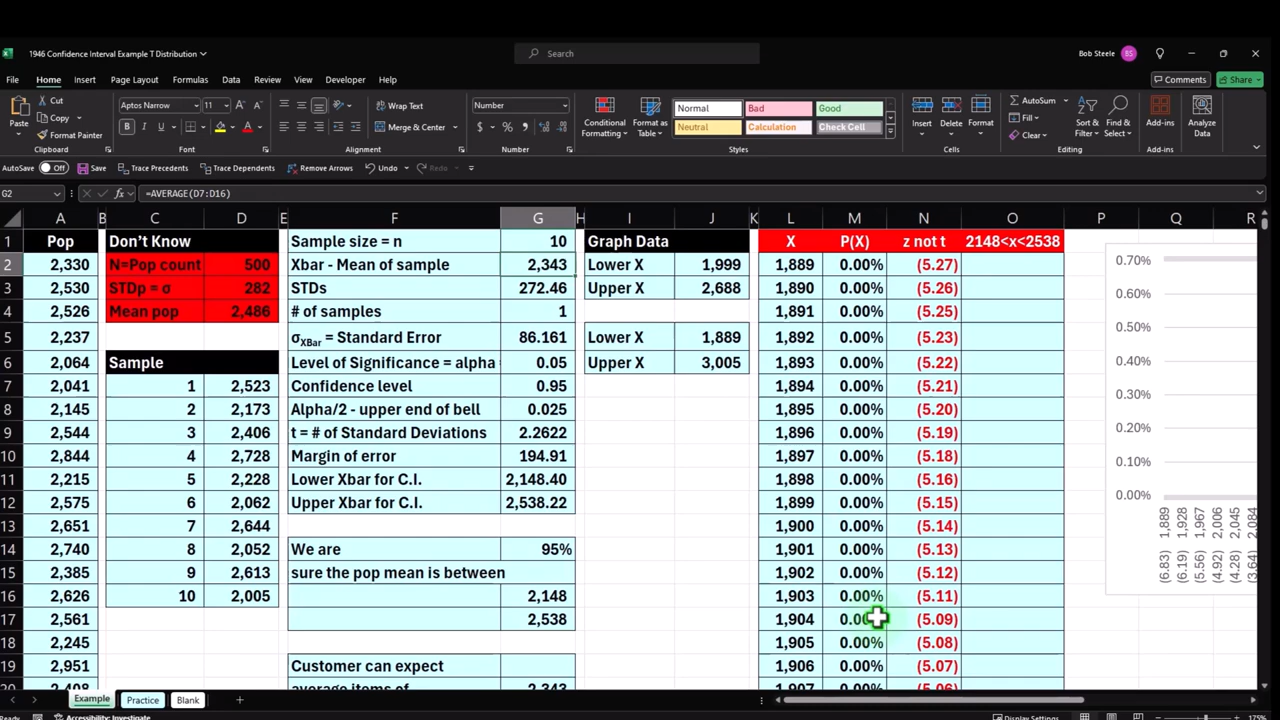 1946 Confidence Interval Example T Distribution
Search
Bob Steele BS
File Home Insert Page Layout Formulas Data Review View Developer Help
Comments Share
Paste
Cut
Copy
Format Painter
Clipboard
Aptos Narrow 11
Font
Wrap Text
Merge & Center
Alignment
Number
Number
Conditional Formatting
Format as Table
Normal Bad Good
Neutral Calculation Check Cell
Styles
Insert Delete Format
Cells
AutoSum
Fill
Clear
Sort & Filter
Find & Select
Editing
Add-ins
Add-ins
Analyze Data
AutoSave Off Save Trace Precedents Trace Dependents Remove Arrows Undo Redo
G2 fx =AVERAGE(D7:D16)
A B C D E F G H I J K L M N O P Q R
1 Pop Don't Know Sample size = n 10 Graph Data X P(X) z not t 2148<x<2538
2 2,330 N=Pop count 500 Xbar - Mean of sample 2,343 Lower X 1,999 1,889 0.00% (5.27)
3 2,530 STDp = σ 282 STDs 272.46 Upper X 2,688 1,890 0.00% (5.26)
4 2,526 Mean pop 2,486 # of samples 1 1,891 0.00% (5.25)
5 2,237 σXBar = Standard Error 86.161 Lower X 1,889 1,892 0.00% (5.23)
6 2,064 Sample Level of Significance = alpha 0.05 Upper X 3,005 1,893 0.00% (5.22)
7 2,041 1 2,523 Confidence level 0.95 1,894 0.00% (5.21)
8 2,145 2 2,173 Alpha/2 - upper end of bell 0.025 1,895 0.00% (5.20)
9 2,544 3 2,406 t = # of Standard Deviations 2.2622 1,896 0.00% (5.19)
10 2,844 4 2,728 Margin of error 194.91 1,897 0.00% (5.18)
11 2,215 5 2,228 Lower Xbar for C.I. 2,148.40 1,898 0.00% (5.16)
12 2,575 6 2,062 Upper Xbar for C.I. 2,538.22 1,899 0.00% (5.15)
13 2,651 7 2,644 1,900 0.00% (5.14)
14 2,740 8 2,052 We are 95% 1,901 0.00% (5.13)
15 2,385 9 2,613 sure the pop mean is between 1,902 0.00% (5.12)
16 2,626 10 2,005 2,148 1,903 0.00% (5.11)
17 2,561 2,538 1,904 (5.09)
18 2,245 1,905 0.00% (5.08)
19 2,951 Customer can expect 1,906 0.00% (5.07)
20 2,408 average items of 2,343 1,907 0.00% (5.06)
0.70%
0.60%
0.50%
0.40%
0.30%
0.20%
0.10%
0.00%
1,889 1,928 1,967 2,006 2,045 2,084
(6.83) (6.19) (5.56) (4.92) (4.28) (3.64)
Example Practice Blank
Ready Accessibility: Investigate Display Settings 175%